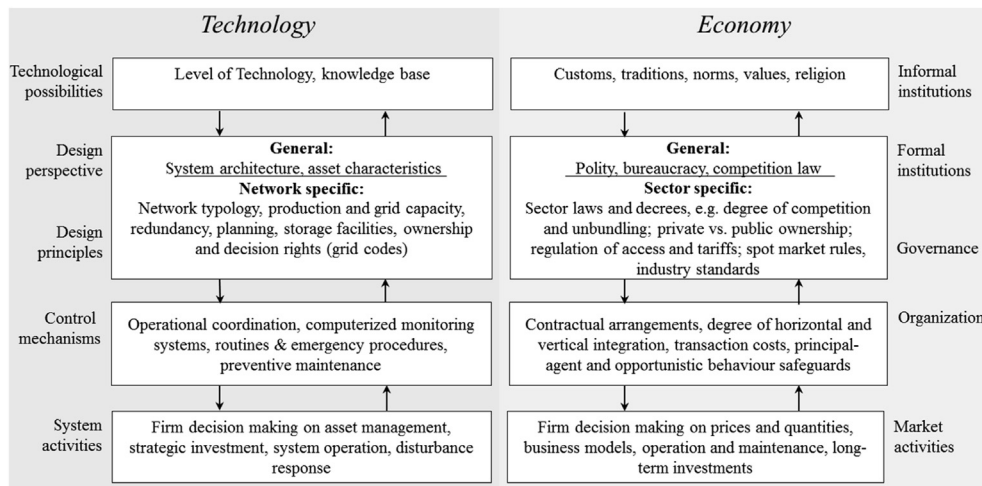 Technology
Economy
Technological
possibilities
Level of Technology, knowledge base
Customs, traditions, norms, values, religion
Informal
institutions
Design
perspective
General:
System architecture, asset characteristics
Network specific:
Network typology, production and grid capacity,
redundancy, planning, storage facilities, ownership
and decision rights (grid codes)
Design
principles
General:
Polity, bureaucracy, competition law
Sector specific:
Sector laws and decrees, e.g. degree of competition
and unbundling; private vs. public ownership;
regulation of access and tariffs; spot market rules,
industry standards
Formal
institutions
Governance
Control
mechanisms
Operational coordination, computerized monitoring
systems, routines & emergency procedures,
preventive maintenance
Contractual arrangements, degree of horizontal and
vertical integration, transaction costs, principal-
agent and opportunistic behaviour safeguards
Organization
System
activities
Firm decision making on asset management,
strategic investment, system operation, disturbance
response
Firm decision making on prices and quantities,
business models, operation and maintenance, long-
term investments
Market
activities